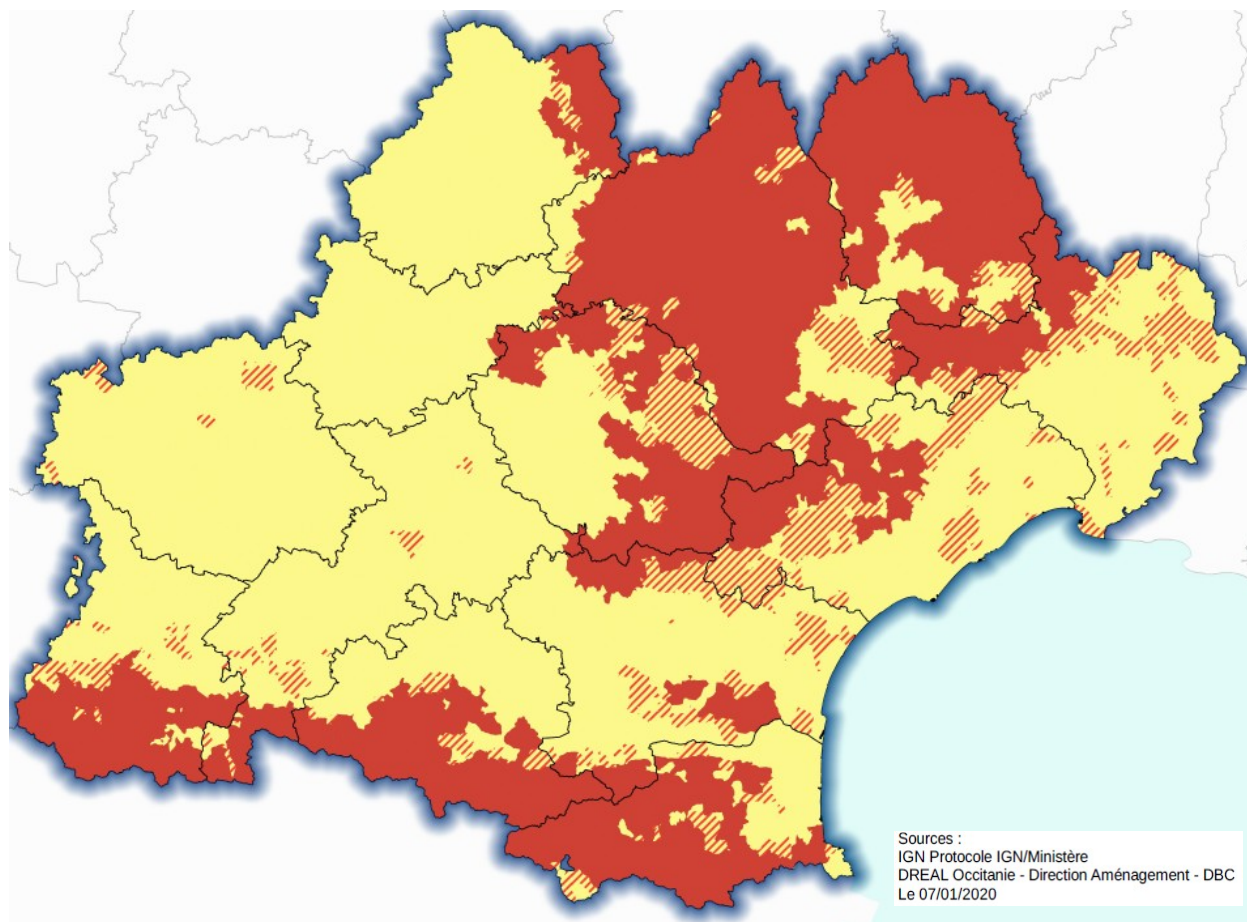 Sources :
IGN Protocole IGN/Ministère
DREAL Occitanie - Direction Aménagement - DBC
Le 07/01/2020